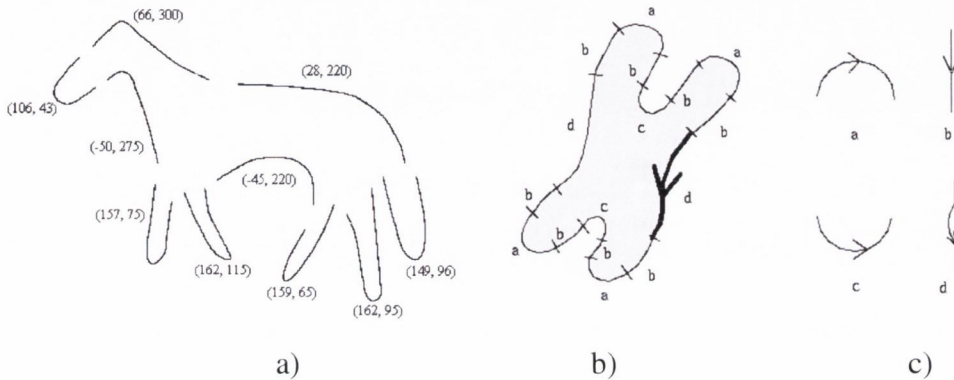 (66, 300)
(28, 220)
(106, 43)
(-50, 275)
(-45, 220)
(157, 75)
(162, 115)
(159, 65)
(162, 95)
(149, 96)
a)
a
b
a
b
b
b
c
d
b
d
b
c
a
b
b
b
a
b)
a
b
c
d
c)